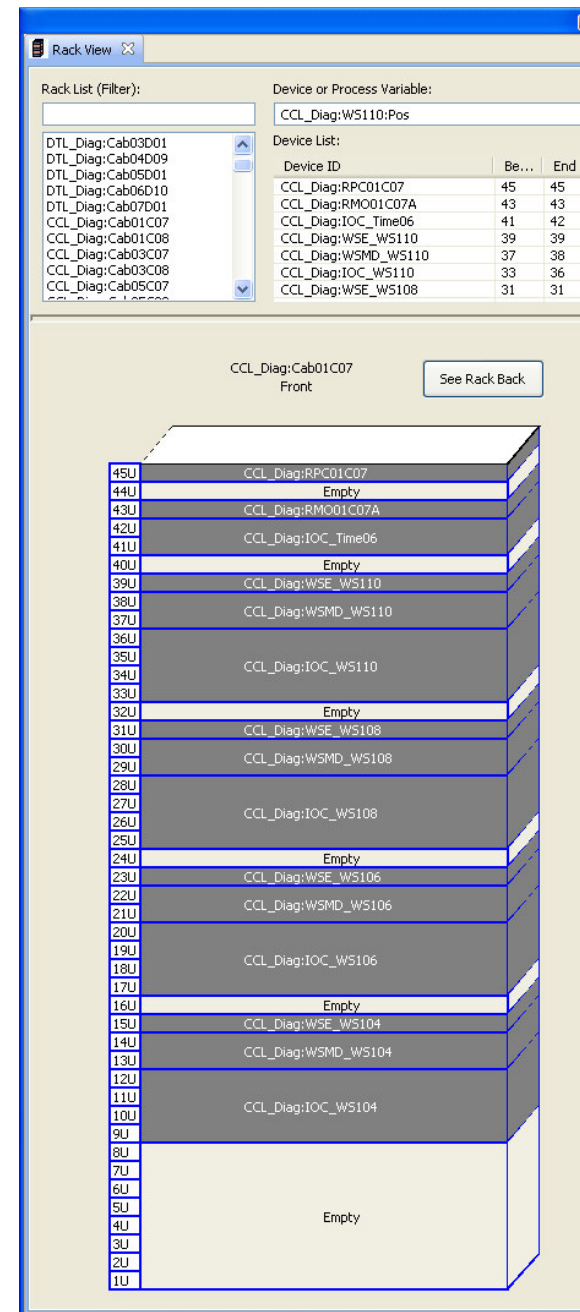 Rack View
Rack List (Filter):
Device or Process Variable:
CCL_Diag:WS110:Pos
DTL_Diag:Cab03D01
DTL_Diag:Cab04D09
DTL_Diag:Cab05D01
DTL_Diag:Cab06D10
DTL_Diag:Cab07D01
CCL_Diag:Cab01C07
CCL_Diag:Cab01C08
CCL_Diag:Cab03C07
CCL_Diag:Cab03C08
CCL_Diag:Cab05C07
Device List:
Device ID Be... End
CCL_Diag:RPC01C07 45 45
CCL_Diag:RMO01C07A 43 43
CCL_Diag:IOC_Time06 41 42
CCL_Diag:WSE_WS110 39 39
CCL_Diag:WSMD_WS110 37 38
CCL_Diag:IOC_WS110 33 36
CCL_Diag:WSE_WS108 31 31
CCL_Diag:Cab01C07
Front
See Rack Back
45U CCL_Diag:RPC01C07
44U Empty
43U CCL_Diag:RMO01C07A
42U
CCL_Diag:IOC_Time06
41U
40U Empty
39U CCL_Diag:WSE_WS110
38U
CCL_Diag:WSMD_WS110
37U
36U
35U
CCL_Diag:IOC_WS110
34U
33U
32U Empty
31U CCL_Diag:WSE_WS108
30U
CCL_Diag:WSMD_WS108
29U
28U
27U
CCL_Diag:IOC_WS108
26U
25U
24U Empty
23U CCL_Diag:WSE_WS106
22U
CCL_Diag:WSMD_WS106
21U
20U
19U
CCL_Diag:IOC_WS106
18U
17U
16U Empty
15U CCL_Diag:WSE_WS104
14U
CCL_Diag:WSMD_WS104
13U
12U
11U
CCL_Diag:IOC_WS104
10U
9U
8U
7U
6U
5U
Empty
4U
3U
2U
1U